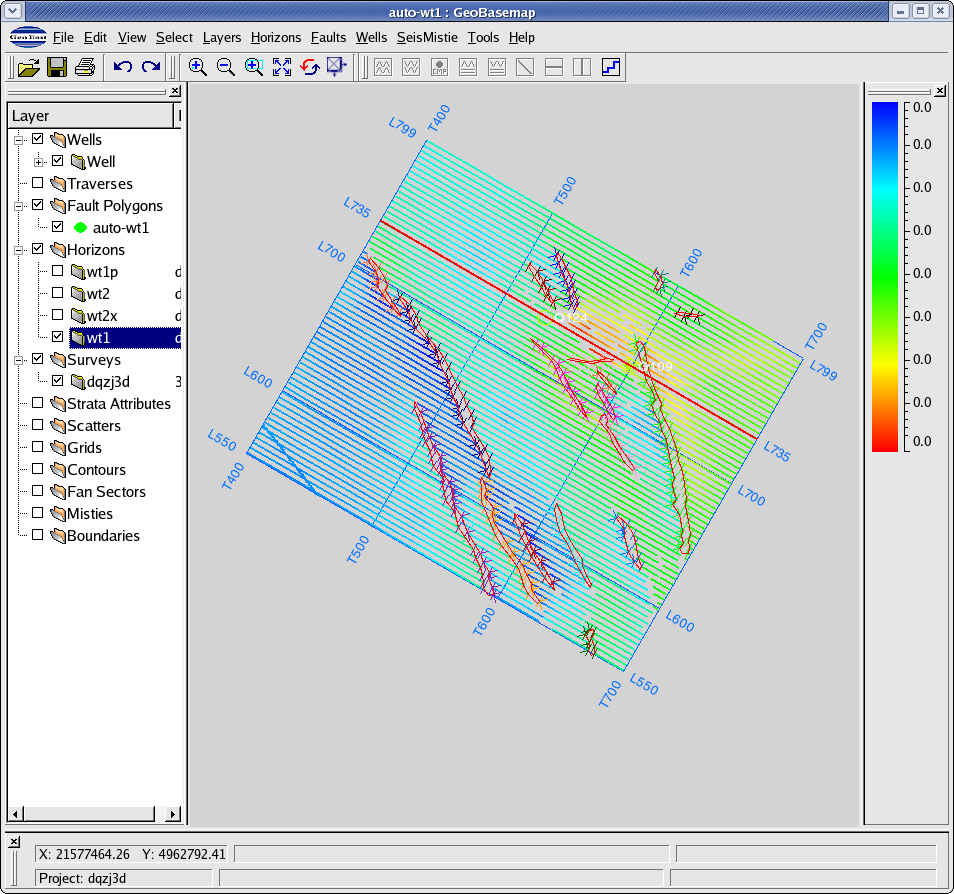 auto-wt1 : GeoBasemap
Geo East File Edit View Select Layers Horizons Faults Wells SeisMistie Tools Help
CMP
Layer
Wells
Well
Traverses
Fault Polygons
auto-wt1
Horizons
wt1p d
wt2 d
wt2x d
wt1 d
Surveys
dqzj3d 3
Strata Attributes
Scatters
Grids
Contours
Fan Sectors
Misties
Boundaries
L799 T400
L735 T500
L700 T600
T700
L799
L600
L550
T400
L735
L700
T500
T600
L600
T700
L550
0.0
0.0
0.0
0.0
0.0
0.0
0.0
0.0
0.0
X: 21577464.26 Y: 4962792.41
Project: dqzj3d